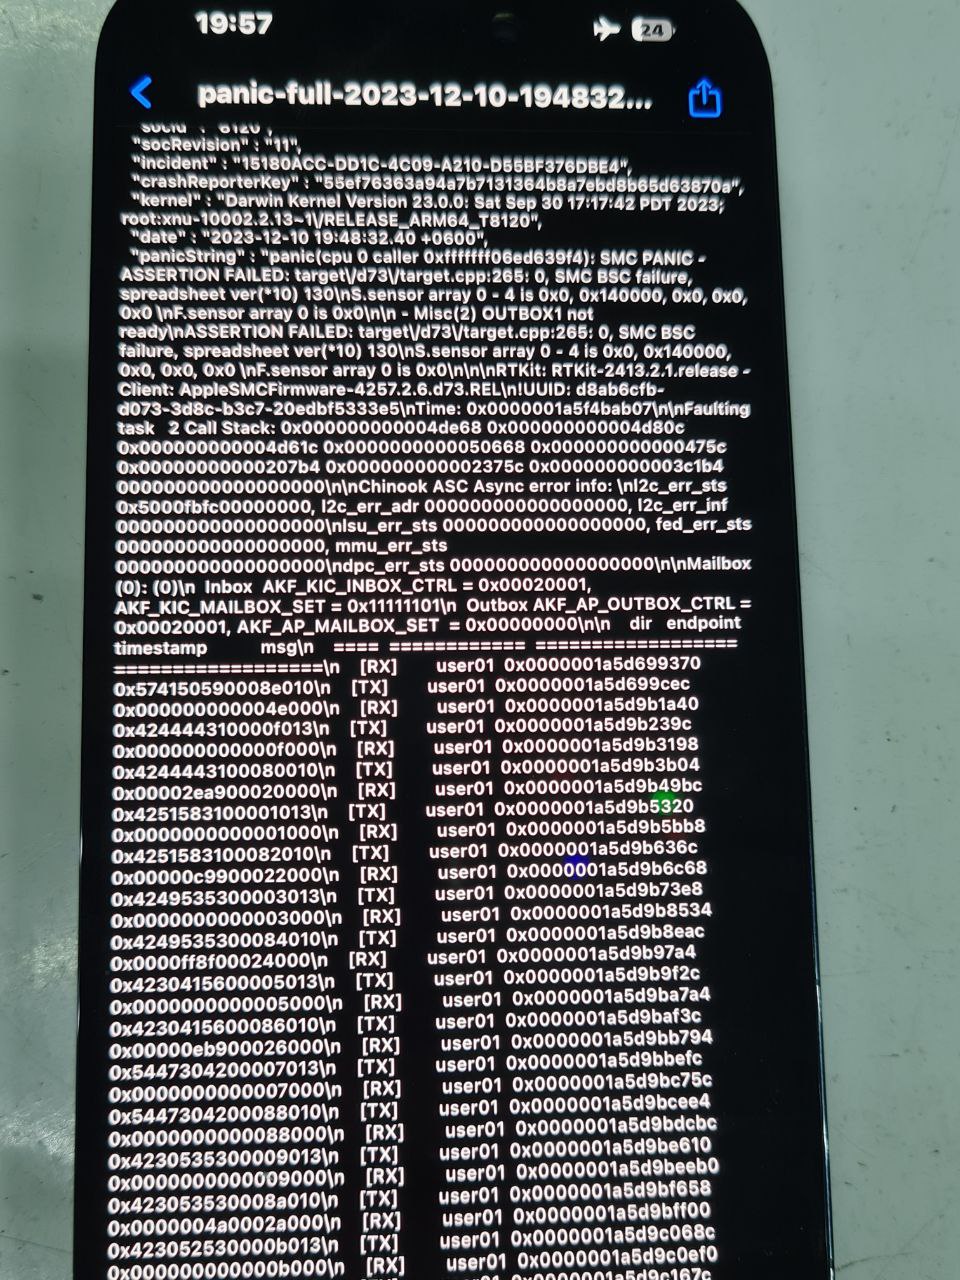 19:57
24
panic-full-2023-12-10-194832...
"socId" : "8120",
"socRevision" : "11",
"incident" : "15180ACC-DD1C-4C09-A210-D55BF376DBE4",
"crashReporterKey" : "55ef76363a94a7b7131364b8a7ebd8b65d63870a",
"kernel" : "Darwin Kernel Version 23.0.0: Sat Sep 30 17:17:42 PDT 2023;
root:xnu-10002.2.13~1\/RELEASE_ARM64_T8120",
"date" : "2023-12-10 19:48:32.40 +0600",
"panicString" : "panic(cpu 0 caller 0xfffffff06ed639f4): SMC PANIC -
ASSERTION FAILED: target\/d73\/target.cpp:265: 0, SMC BSC failure,
spreadsheet ver(*10) 130\nS.sensor array 0 - 4 is 0x0, 0x140000, 0x0, 0x0,
0x0 \nF.sensor array 0 is 0x0\n\n - Misc(2) OUTBOX1 not
ready\nASSERTION FAILED: target\/d73\/target.cpp:265: 0, SMC BSC
failure, spreadsheet ver(*10) 130\nS.sensor array 0 - 4 is 0x0, 0x140000,
0x0, 0x0, 0x0 \nF.sensor array 0 is 0x0\n\n\nRTKit: RTKit-2413.2.1.release -
Client: AppleSMCFirmware-4257.2.6.d73.REL\n!UUID: d8ab6cfb-
d073-3d8c-b3c7-20edbf5333e5\nTime: 0x0000001a5f4bab07\n\nFaulting
task 2 Call Stack: 0x000000000004de68 0x000000000004d80c
0x000000000004d61c 0x0000000000050668 0x000000000000475c
0x00000000000207b4 0x000000000002375c 0x000000000003c1b4
0000000000000000\n\nChinook ASC Async error info: \nl2c_err_sts
0x5000fbfc00000000, l2c_err_adr 0000000000000000, l2c_err_inf
0000000000000000\nlsu_err_sts 0000000000000000, fed_err_sts
0000000000000000, mmu_err_sts
0000000000000000\ndpc_err_sts 0000000000000000\n\nMailbox
(0): (0)\n Inbox AKF_KIC_INBOX_CTRL = 0x00020001,
AKF_KIC_MAILBOX_SET = 0x11111101\n Outbox AKF_AP_OUTBOX_CTRL =
0x00020001, AKF_AP_MAILBOX_SET = 0x00000000\n\n dir endpoint
timestamp msg\n ==== ============ ==================
==================\n [RX] user01 0x0000001a5d699370
0x574150590008e010\n [TX] user01 0x0000001a5d699cec
0x000000000004e000\n [RX] user01 0x0000001a5d9b1a40
0x424444310000f013\n [TX] user01 0x0000001a5d9b239c
0x000000000000f000\n [RX] user01 0x0000001a5d9b3198
0x4244443100080010\n [TX] user01 0x0000001a5d9b3b04
0x00002ea900020000\n [RX] user01 0x0000001a5d9b49bc
0x4251583100001013\n [TX] user01 0x0000001a5d9b5320
0x0000000000001000\n [RX] user01 0x0000001a5d9b5bb8
0x4251583100082010\n [TX] user01 0x0000001a5d9b636c
0x00000c9900022000\n [RX] user01 0x0000001a5d9b6c68
0x4249535300003013\n [TX] user01 0x0000001a5d9b73e8
0x0000000000003000\n [RX] user01 0x0000001a5d9b8534
0x4249535300084010\n [TX] user01 0x0000001a5d9b8eac
0x0000ff8f00024000\n [RX] user01 0x0000001a5d9b97a4
0x4230415600005013\n [TX] user01 0x0000001a5d9b9f2c
0x0000000000005000\n [RX] user01 0x0000001a5d9ba7a4
0x4230415600086010\n [TX] user01 0x0000001a5d9baf3c
0x00000eb900026000\n [RX] user01 0x0000001a5d9bb794
0x5447304200007013\n [TX] user01 0x0000001a5d9bbefc
0x0000000000007000\n [RX] user01 0x0000001a5d9bc75c
0x5447304200088010\n [TX] user01 0x0000001a5d9bcee4
0x0000000000088000\n [RX] user01 0x0000001a5d9bdcbc
0x4230535300009013\n [TX] user01 0x0000001a5d9be610
0x0000000000009000\n [RX] user01 0x0000001a5d9beeb0
0x423053530008a010\n [TX] user01 0x0000001a5d9bf658
0x0000004a0002a000\n [RX] user01 0x0000001a5d9bff00
0x423052530000b013\n [TX] user01 0x0000001a5d9c068c
0x000000000000b000\n [RX] user01 0x0000001a5d9c0ef0
0x0000001a5d9c167c